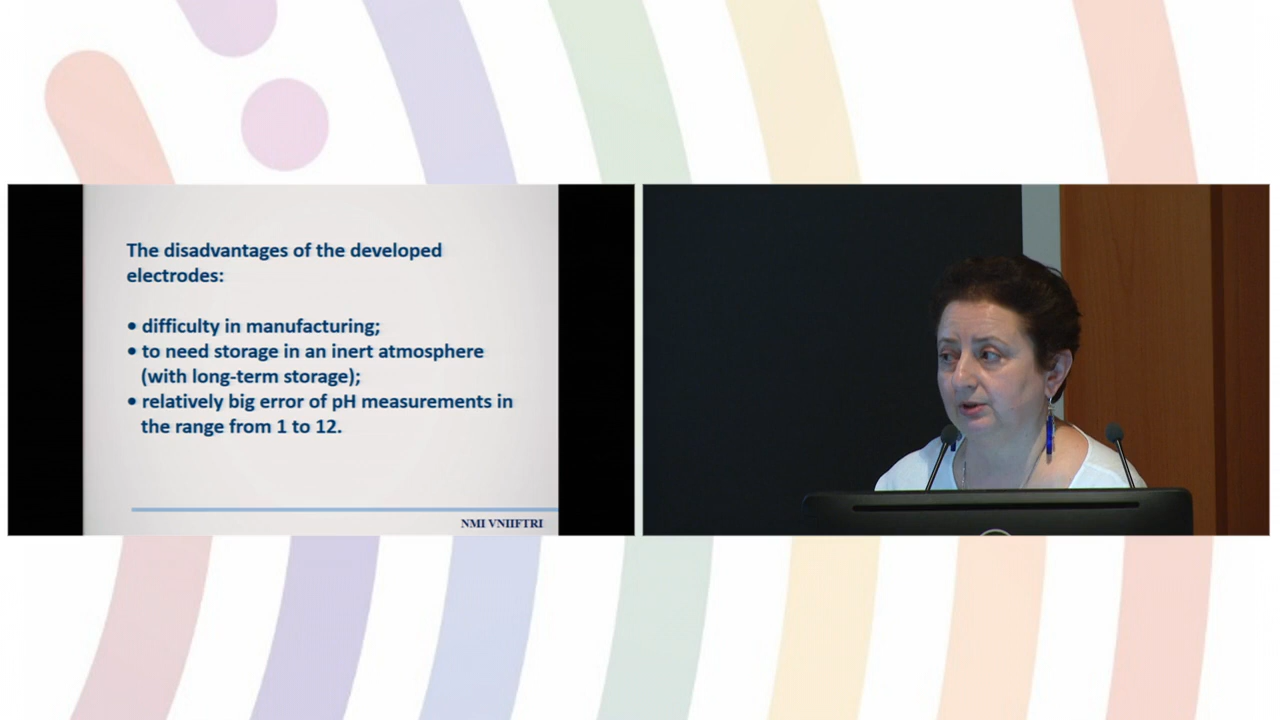 The disadvantages of the developed
electrodes:
• difficulty in manufacturing;
• to need storage in an inert atmosphere
(with long-term storage);
• relatively big error of pH measurements in
the range from 1 to 12.
NMI VNIIFTRI